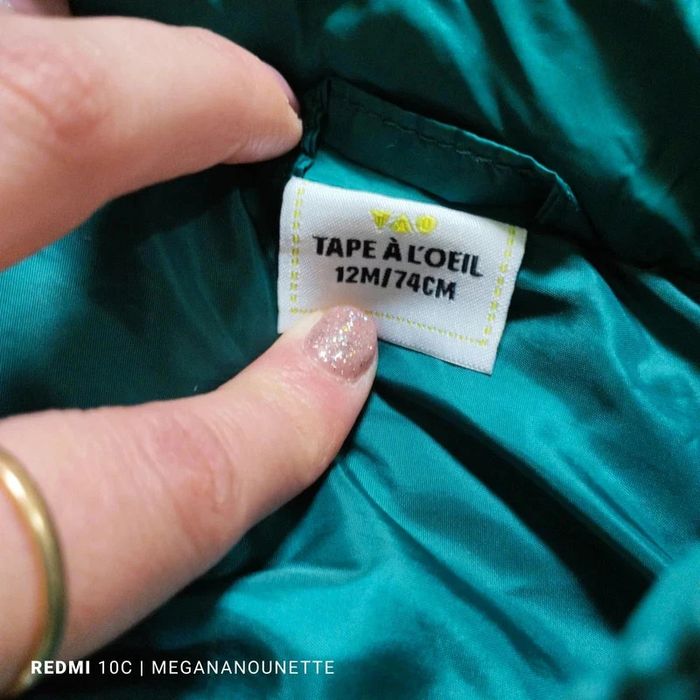 TAO
TAPE À L'OEIL
12M/74CM
REDMI 10C | MEGANANOUNETTE